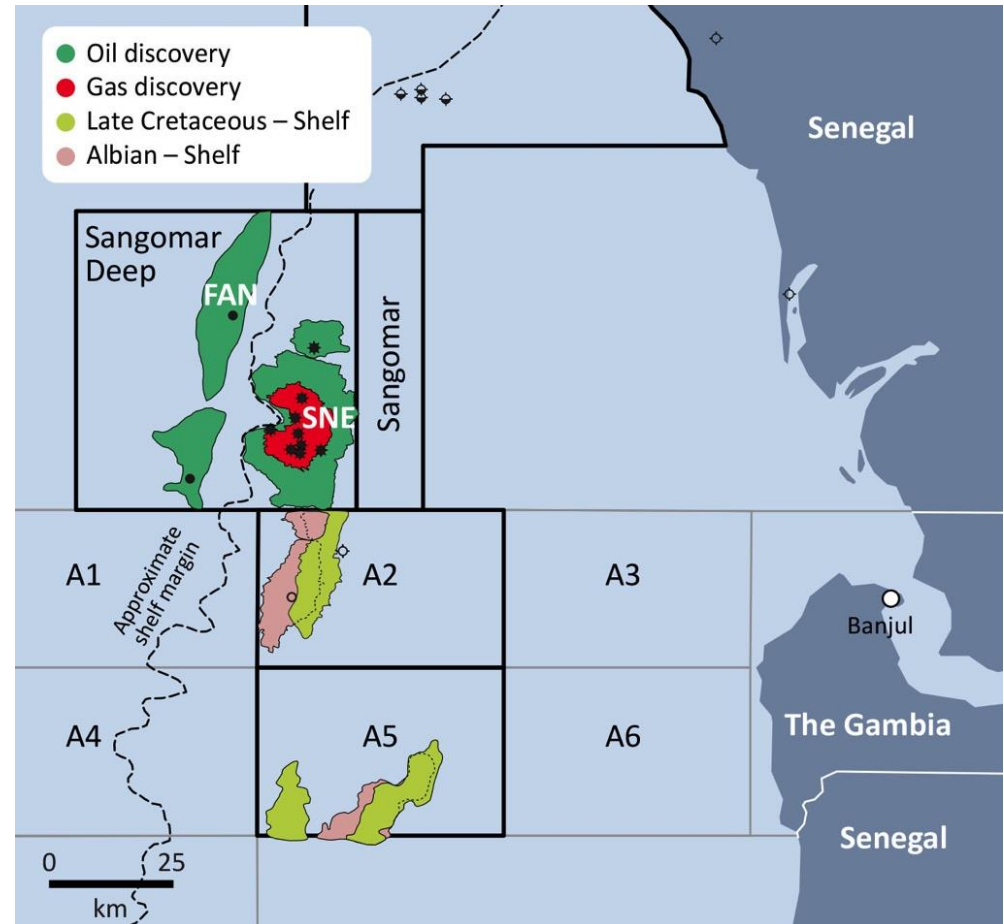 Oil discovery
Gas discovery
Late Cretaceous – Shelf
Albian – Shelf
Senegal
Sangomar
Deep
FAN
SNE
Sangomar
A1
Approximate
shelf margin
A2
A3
Banjul
A4
A5
A6
The Gambia
Senegal
0 25
km